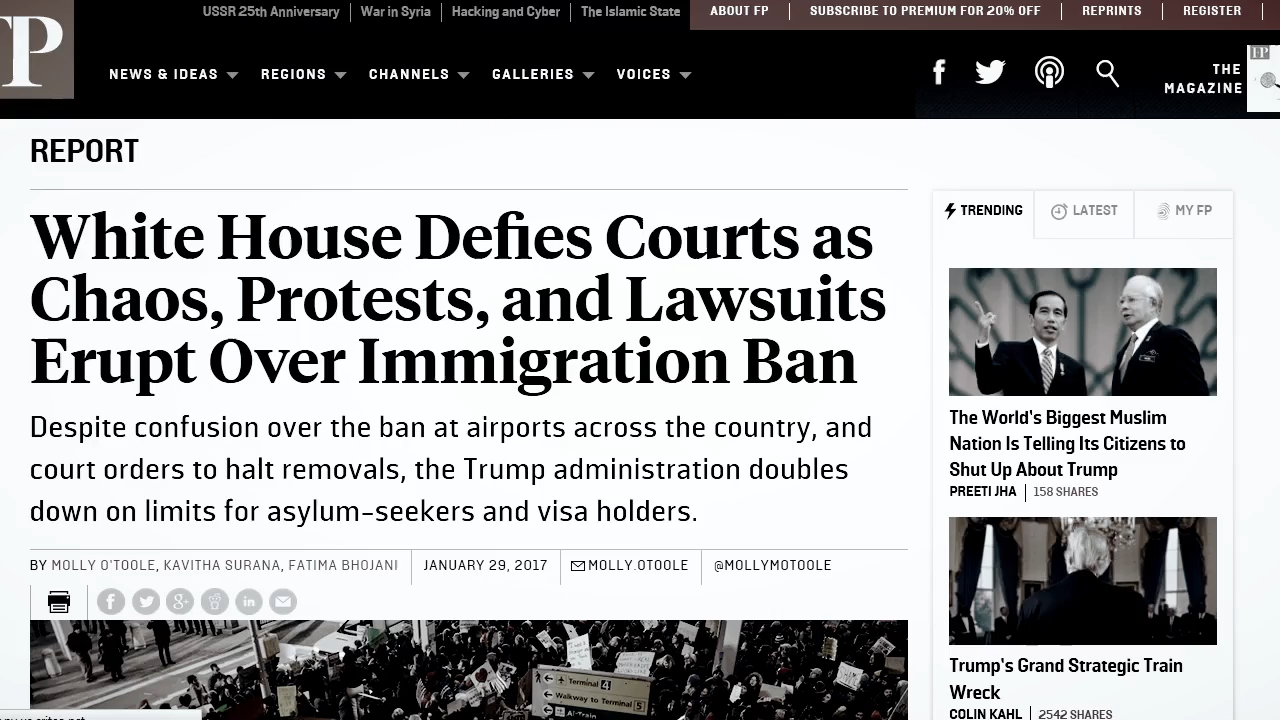 USSR 25th Anniversary War in Syria Hacking and Cyber The Islamic State ABOUT FP SUBSCRIBE TO PREMIUM FOR 20% OFF REPRINTS REGISTER
P
NEWS & IDEAS REGIONS CHANNELS GALLERIES VOICES
THE
MAGAZINE
REPORT
White House Defies Courts as
Chaos, Protests, and Lawsuits
Erupt Over Immigration Ban
Despite confusion over the ban at airports across the country, and
court orders to halt removals, the Trump administration doubles
down on limits for asylum-seekers and visa holders.
BY MOLLY O'TOOLE, KAVITHA SURANA, FATIMA BHOJANI JANUARY 29, 2017 MOLLY.OTOOLE @MOLLYMOTOOLE
Terminal 4
Walkway to Terminal 5
TRENDING LATEST MY FP
The World's Biggest Muslim
Nation Is Telling Its Citizens to
Shut Up About Trump
PREETI JHA 158 SHARES
Trump's Grand Strategic Train
Wreck
COLIN KAHL 2542 SHARES